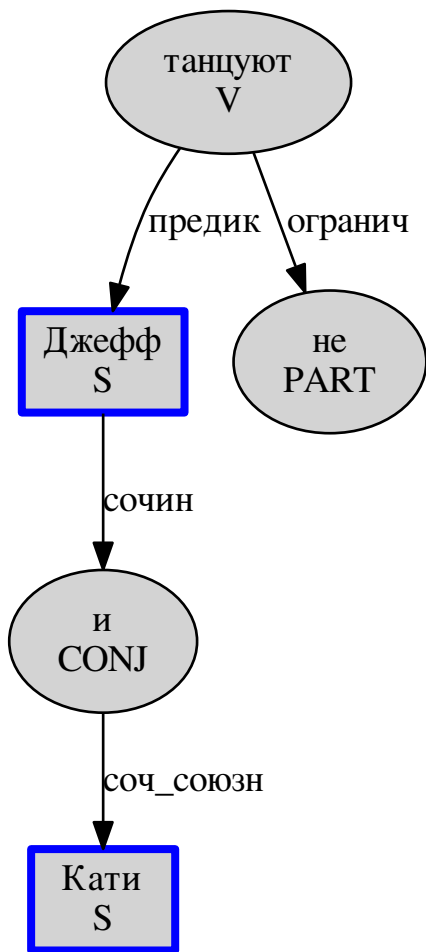 танцуют
V
предик
огранич
Джефф
S
не
PART
сочин
и
CONJ
соч_союзн
Кати
S